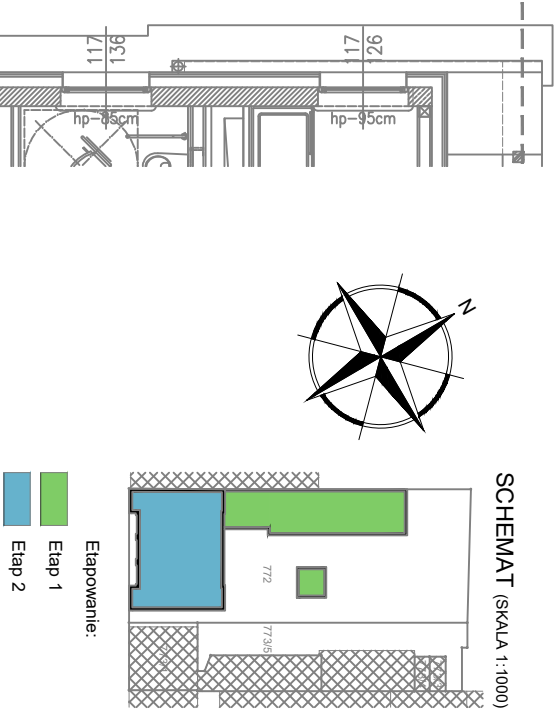 117
136
117
126
hp-85cm
hp-95cm
N
SCHEMAT (SKALA 1:1000)
772
773/5
Etapowanie:
Etap 1
Etap 2